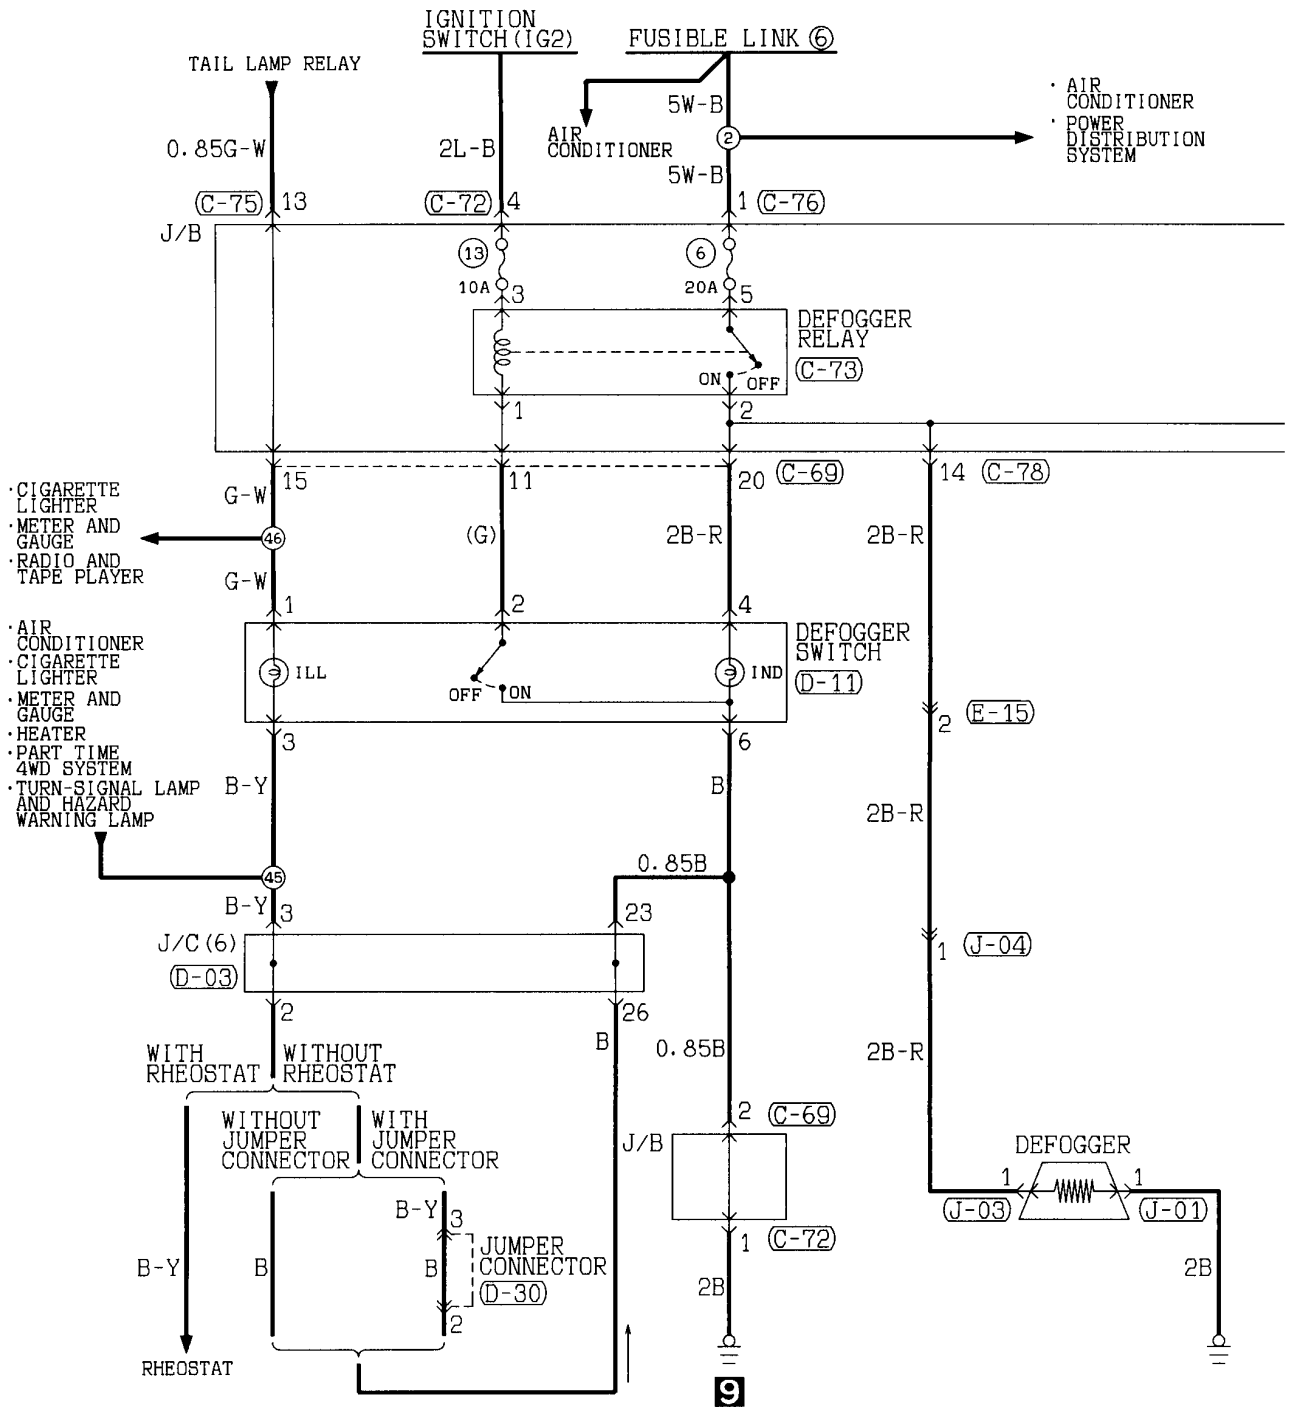 IGNITION
SWITCH(IG2)
FUSIBLE LINK ⑥
TAIL LAMP RELAY
· AIR
CONDITIONER
· POWER
DISTRIBUTION
SYSTEM
5W-B
AIR
CONDITIONER
2
0.85G-W
2L-B
5W-B
C-75
13
C-72
4
1
C-76
J/B
13
6
10A
3
20A
5
DEFOGGER
RELAY
C-73
ON
OFF
1
2
15
11
20
C-69
14
C-78
·CIGARETTE
LIGHTER
·METER AND
GAUGE
·RADIO AND
TAPE PLAYER
G-W
46
(G)
2B-R
2B-R
G-W
1
2
4
·AIR
CONDITIONER
·CIGARETTE
LIGHTER
·METER AND
GAUGE
·HEATER
·PART TIME
4WD SYSTEM
·TURN-SIGNAL LAMP
AND HAZARD
WARNING LAMP
DEFOGGER
SWITCH
D-11
ILL
OFF
ON
IND
2
E-15
3
6
B-Y
B
2B-R
45
0.85B
B-Y
3
23
J/C(6)
D-03
1
J-04
2
26
B
0.85B
2B-R
WITH
RHEOSTAT
WITHOUT
RHEOSTAT
WITHOUT
JUMPER
CONNECTOR
WITH
JUMPER
CONNECTOR
2
C-69
J/B
DEFOGGER
1
1
J-03
J-01
B-Y
3
1
C-72
JUMPER
CONNECTOR
D-30
B-Y
B
B
2
2B
2B
RHEOSTAT
9